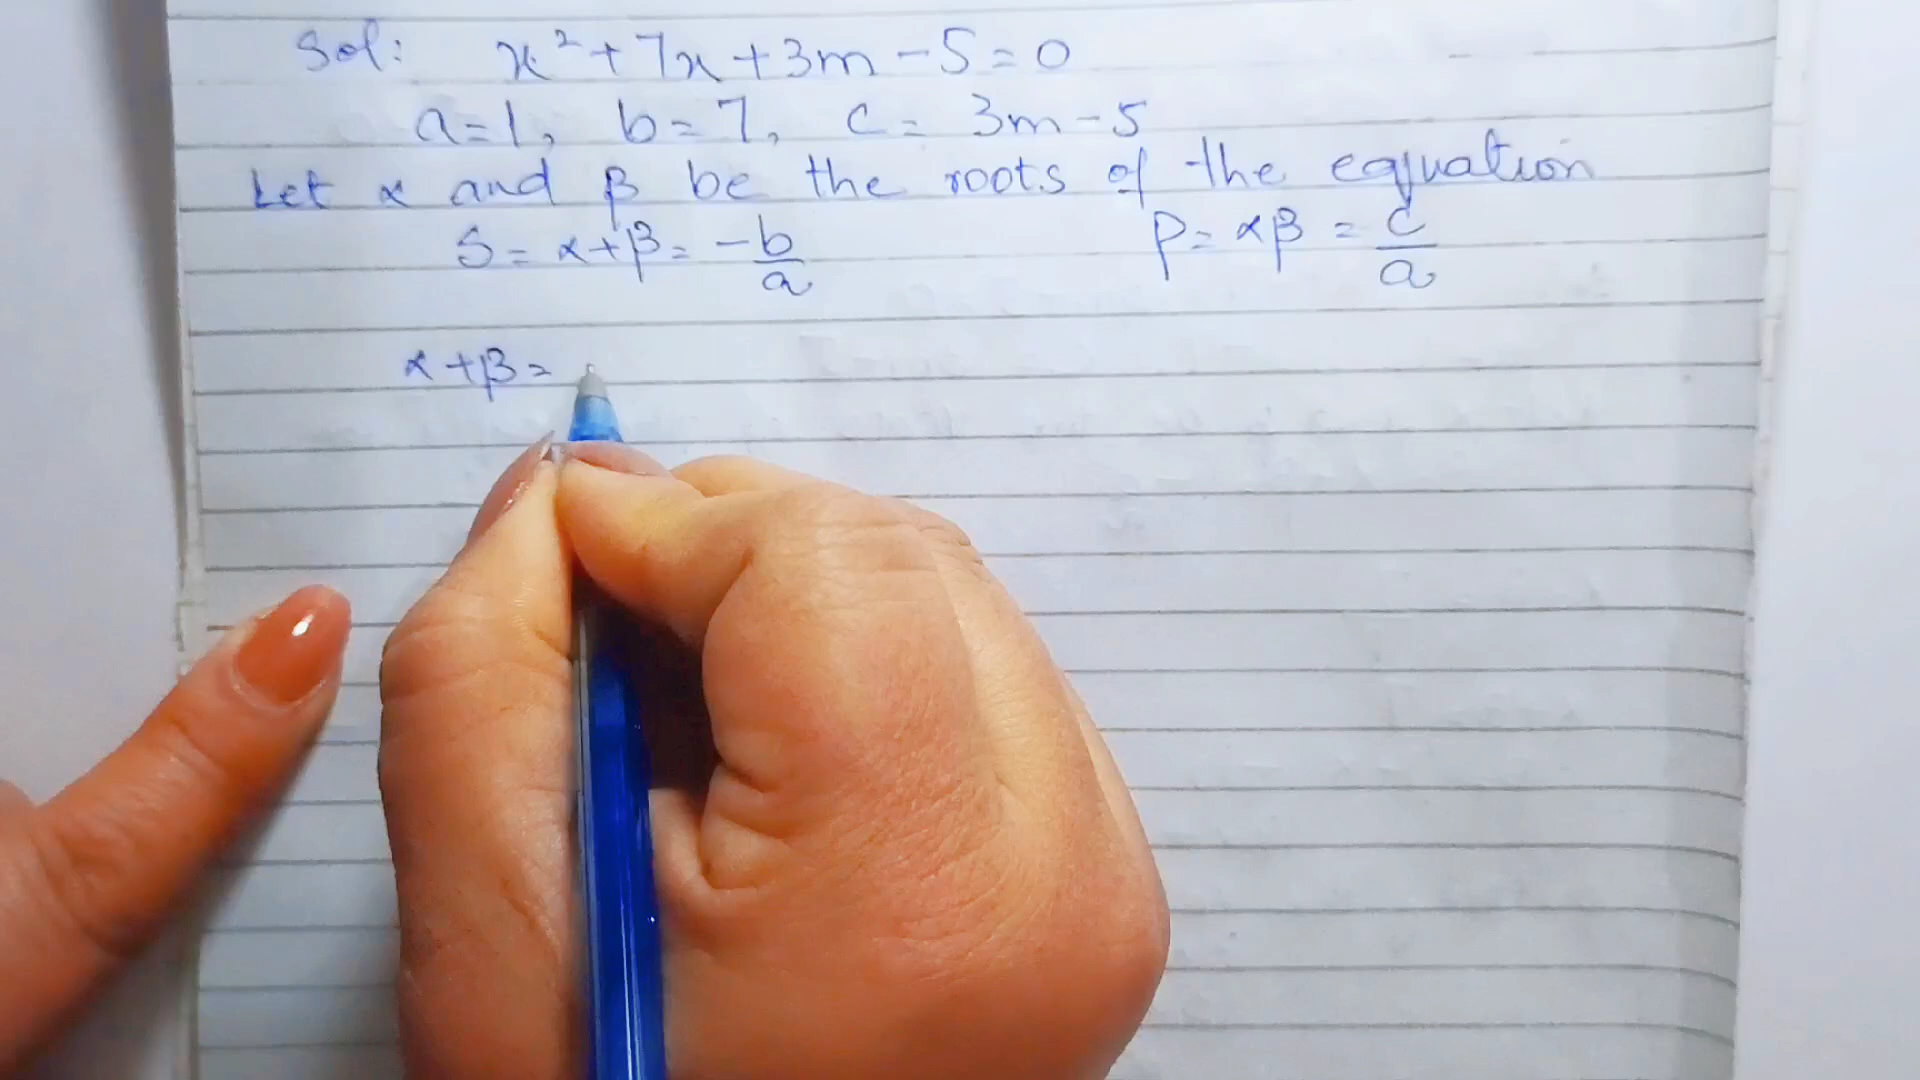 Sol: x² + 7x + 3m - 5 = 0
a = 1, b = 7, c = 3m - 5
Let α and β be the roots of the equation
S = α + β = -b/a P = αβ = c/a
α + β =